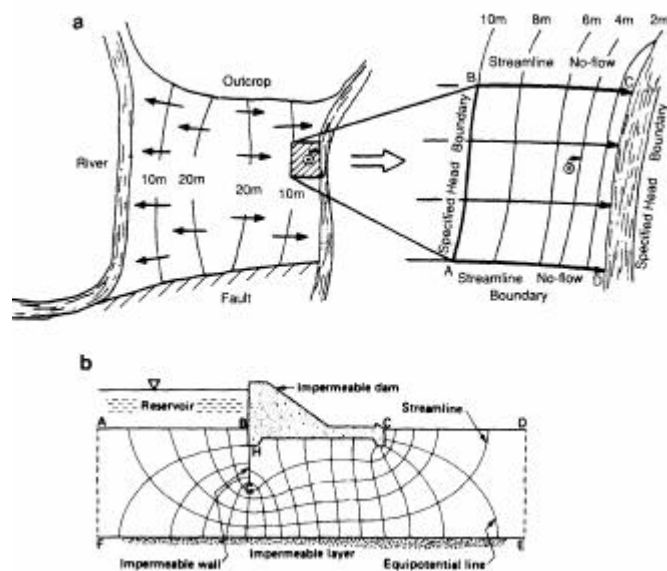 a
Outcrop
River
10m 20m
20m 10m
Fault
10m 8m 6m 4m 2m
B Streamline No-flow C
Specified Head Boundary
Specified Head Boundary
A Streamline No-flow D
Boundary
b
Impermeable dam
Reservoir
Streamline
A B C D
H
G
F E
Impermeable wall Impermeable layer Equipotential line